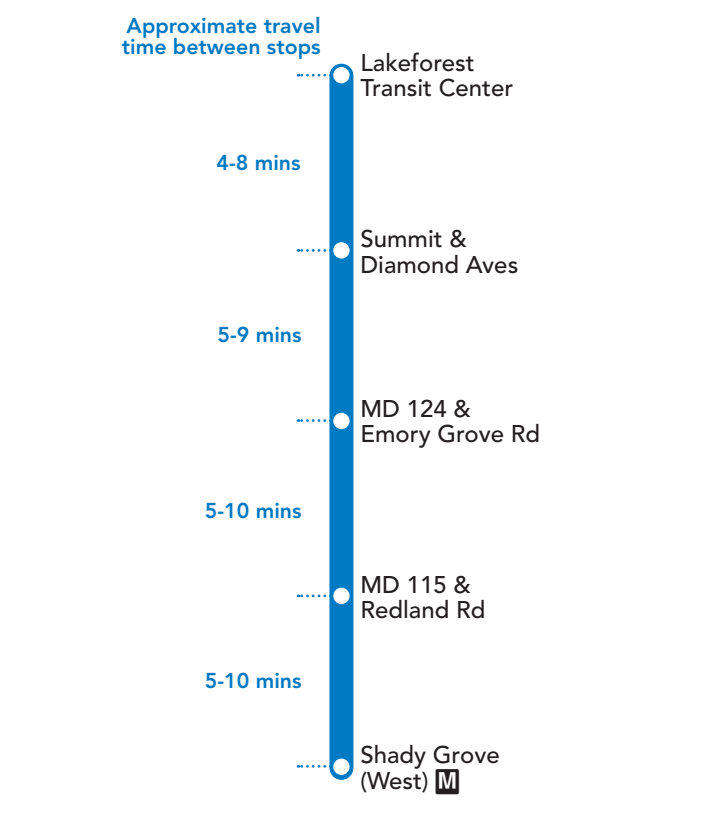 Approximate travel
time between stops
Lakeforest
Transit Center
4-8 mins
Summit &
Diamond Aves
5-9 mins
MD 124 &
Emory Grove Rd
5-10 mins
MD 115 &
Redland Rd
5-10 mins
Shady Grove
(West) M